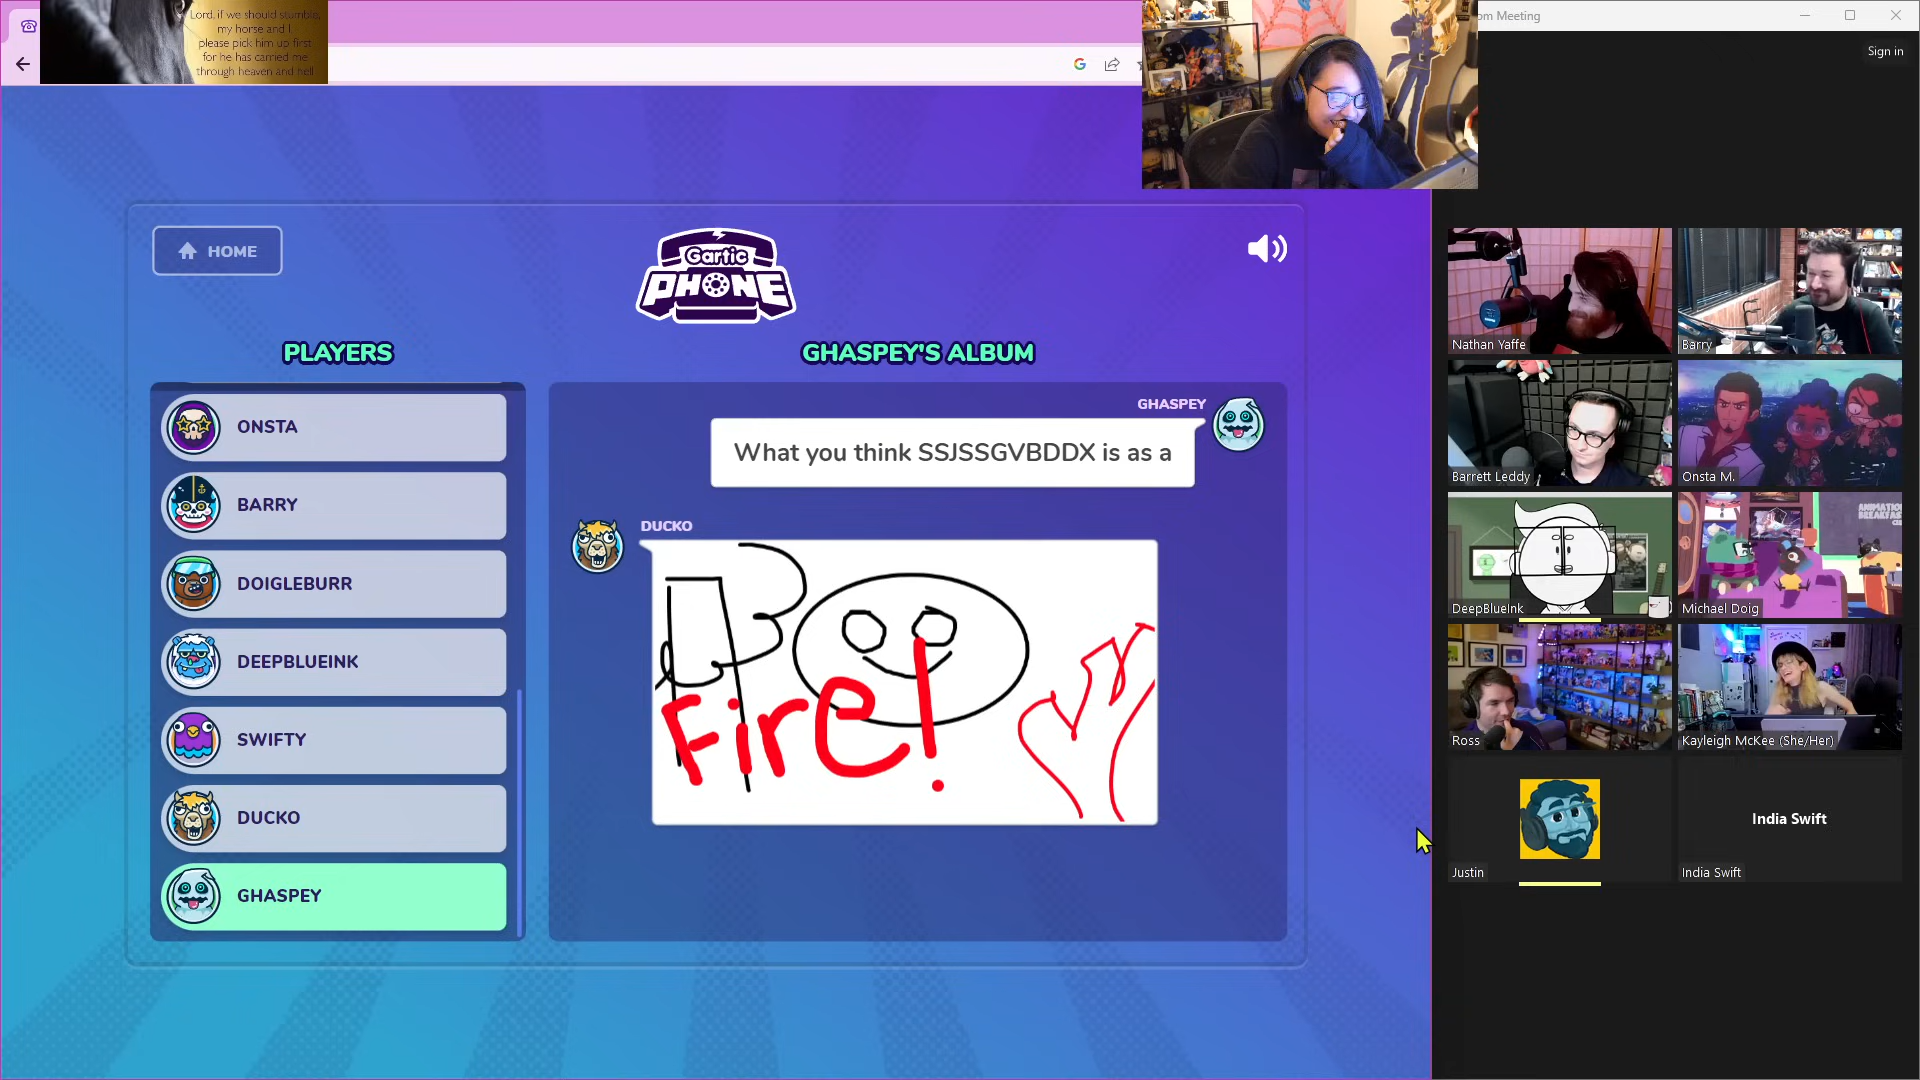 Lord, if we should stumble,
my horse and I,
please pick him up first
for he has carried me
through heaven and hell
Meeting
Sign in
HOME
Gartic
PHONE
PLAYERS
GHASPEY'S ALBUM
ONSTA
BARRY
DOIGLEBURR
DEEPBLUEINK
SWIFTY
DUCKO
GHASPEY
GHASPEY
What you think SSJSSGVBDDX is as a
DUCKO
Fire!
Nathan Yaffe
Barry
Barrett Leddy
Onsta M.
DeepBlueInk
Michael Doig
Ross
Kayleigh McKee (She/Her)
Justin
India Swift
India Swift